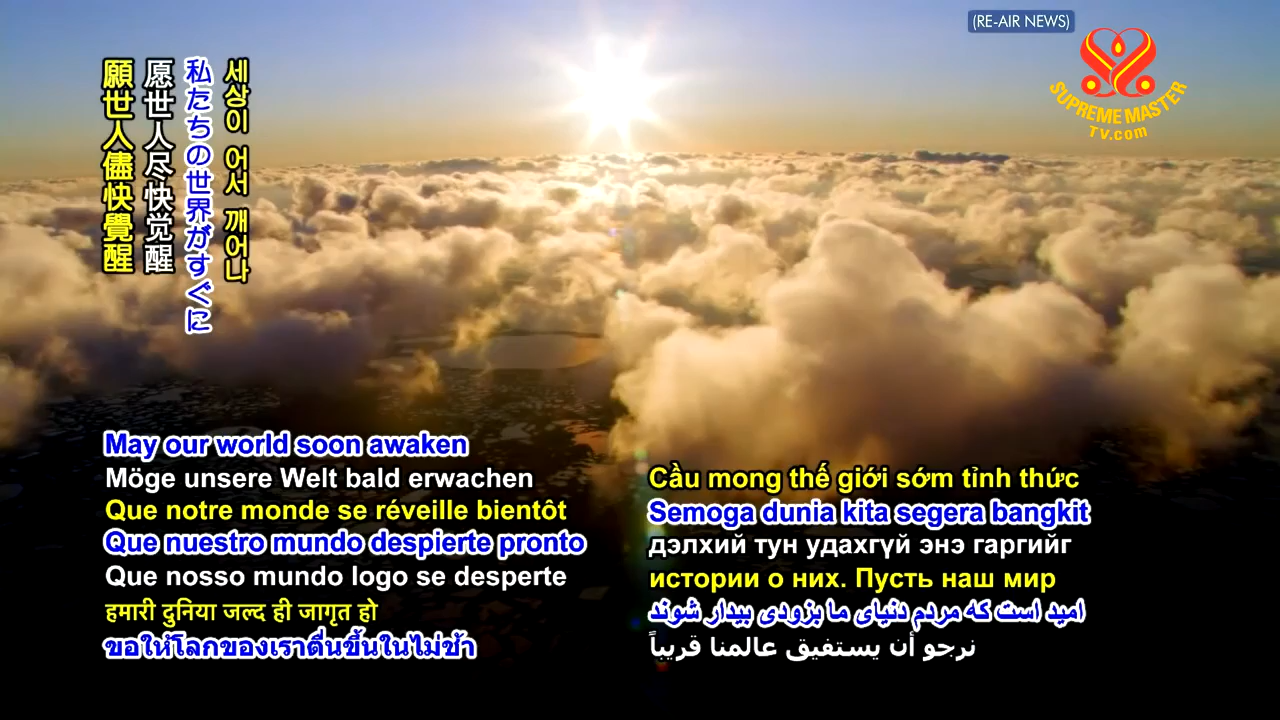 (RE-AIR NEWS)
SUPREME MASTER
TV.com
세상이 어서 깨어나
私たちの世界がすぐに
愿世人尽快觉醒
願世人儘快覺醒
May our world soon awaken
Möge unsere Welt bald erwachen
Que notre monde se réveille bientôt
Que nuestro mundo despierte pronto
Que nosso mundo logo se desperte
हमारी दुनिया जल्द ही जागृत हो
ขอให้โลกของเราตื่นขึ้นในไม่ช้า
Cầu mong thế giới sớm tỉnh thức
Semoga dunia kita segera bangkit
дэлхий тун удахгүй энэ гаргийг
истории о них. Пусть наш мир
امید است که مردم دنیای ما بزودی بیدار شوند
نرجو أن يستفيق عالمنا قريباً